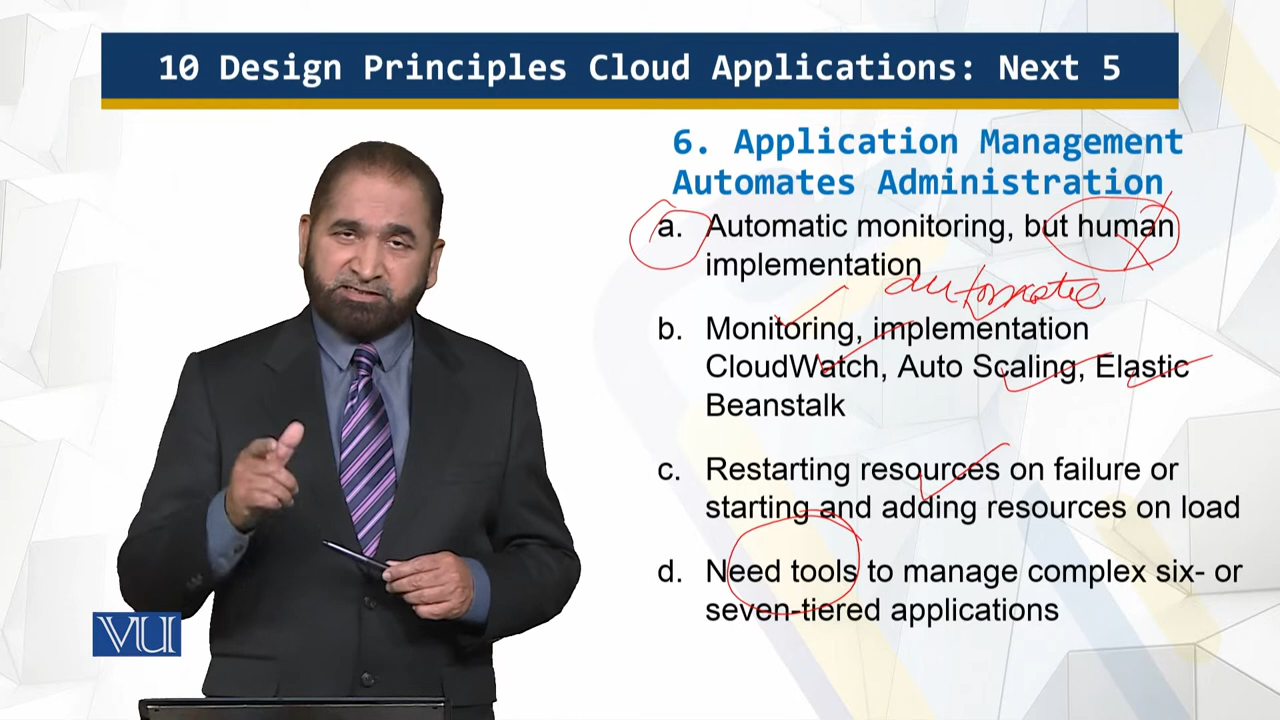 10 Design Principles Cloud Applications: Next 5
6. Application Management
Automates Administration
a. Automatic monitoring, but human
implementation
automatic
b. Monitoring, implementation
CloudWatch, Auto Scaling, Elastic
Beanstalk
c. Restarting resources on failure or
starting and adding resources on load
d. Need tools to manage complex six- or
seven-tiered applications
VU